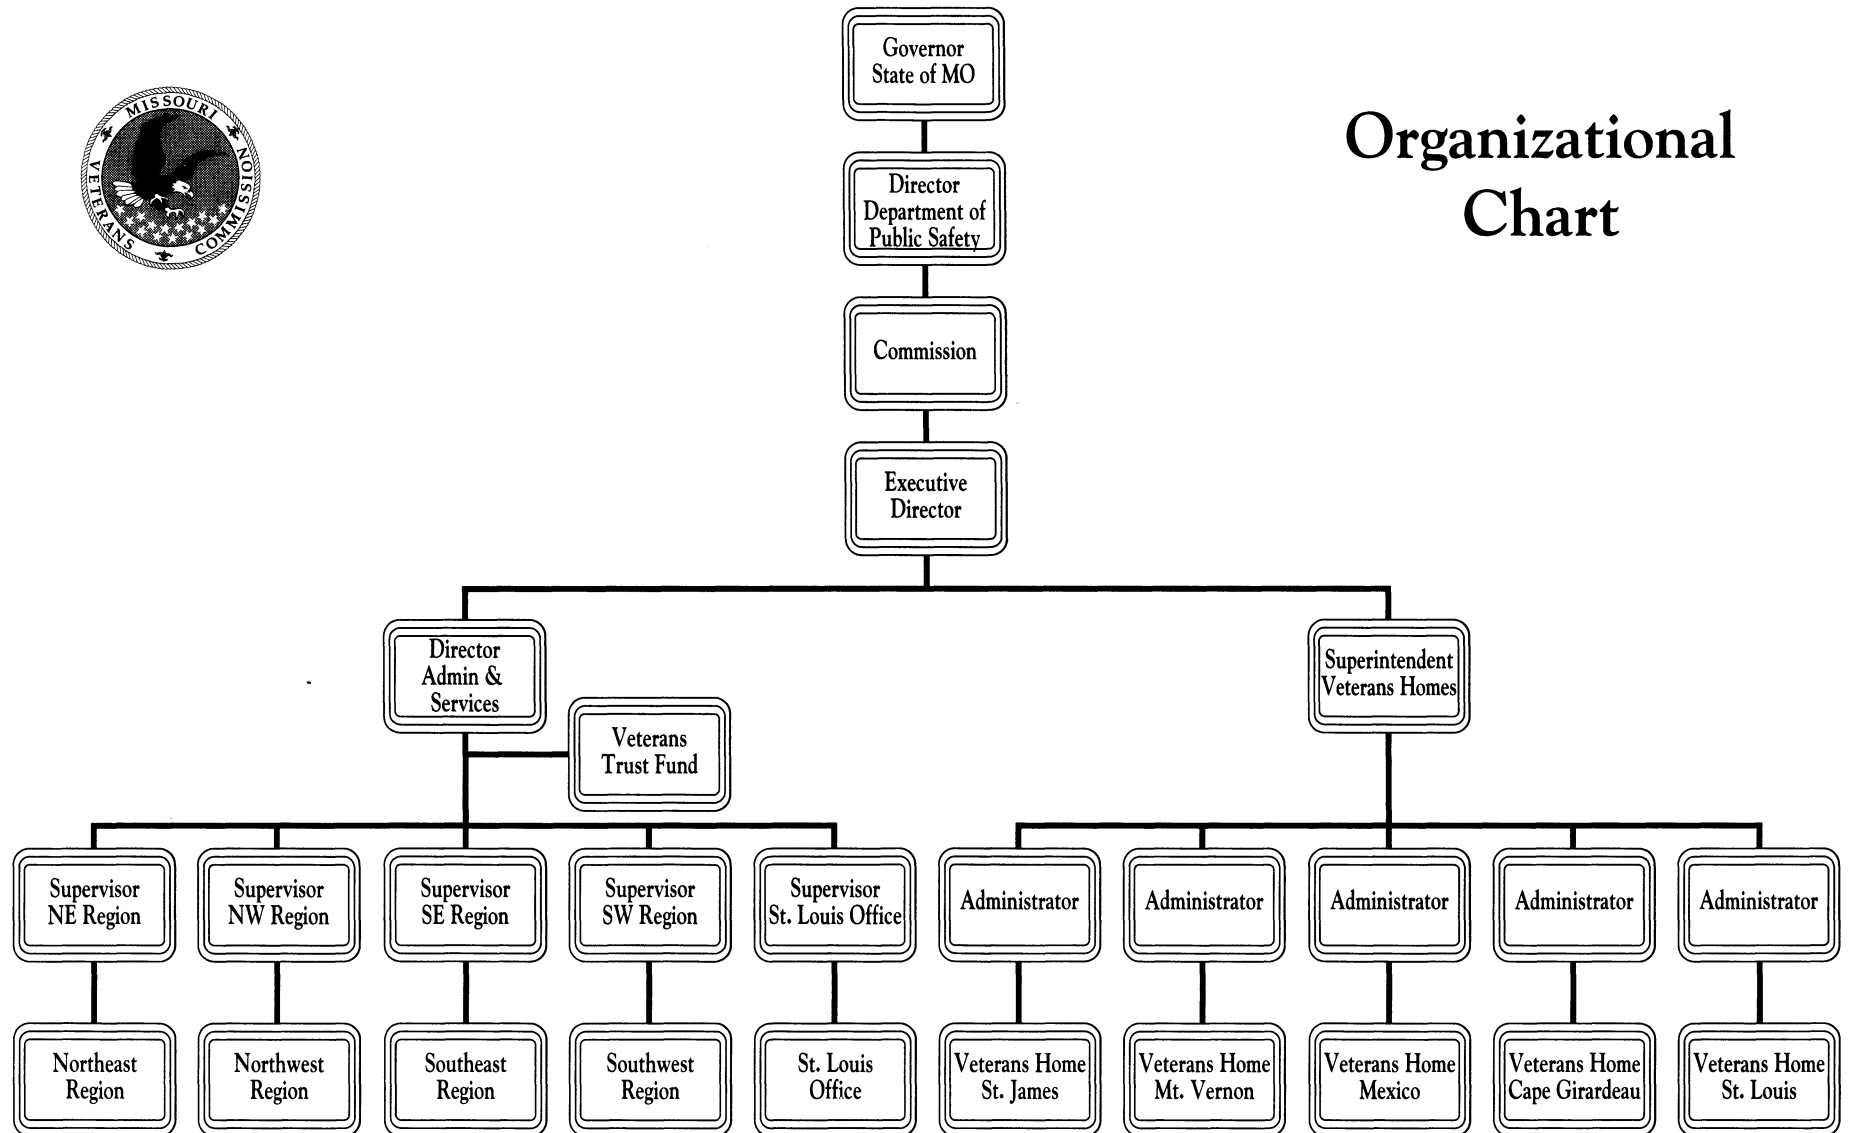 Governor
State of MO
MISSOURI
VETERANS
COMMISSION
Organizational
Chart
Director
Department of
Public Safety
Commission
Executive
Director
Director
Admin &
Services
Superintendent
Veterans Homes
Veterans
Trust Fund
Supervisor
NE Region
Supervisor
NW Region
Supervisor
SE Region
Supervisor
SW Region
Supervisor
St. Louis Office
Administrator
Administrator
Administrator
Administrator
Administrator
Northeast
Region
Northwest
Region
Southeast
Region
Southwest
Region
St. Louis
Office
Veterans Home
St. James
Veterans Home
Mt. Vernon
Veterans Home
Mexico
Veterans Home
Cape Girardeau
Veterans Home
St. Louis